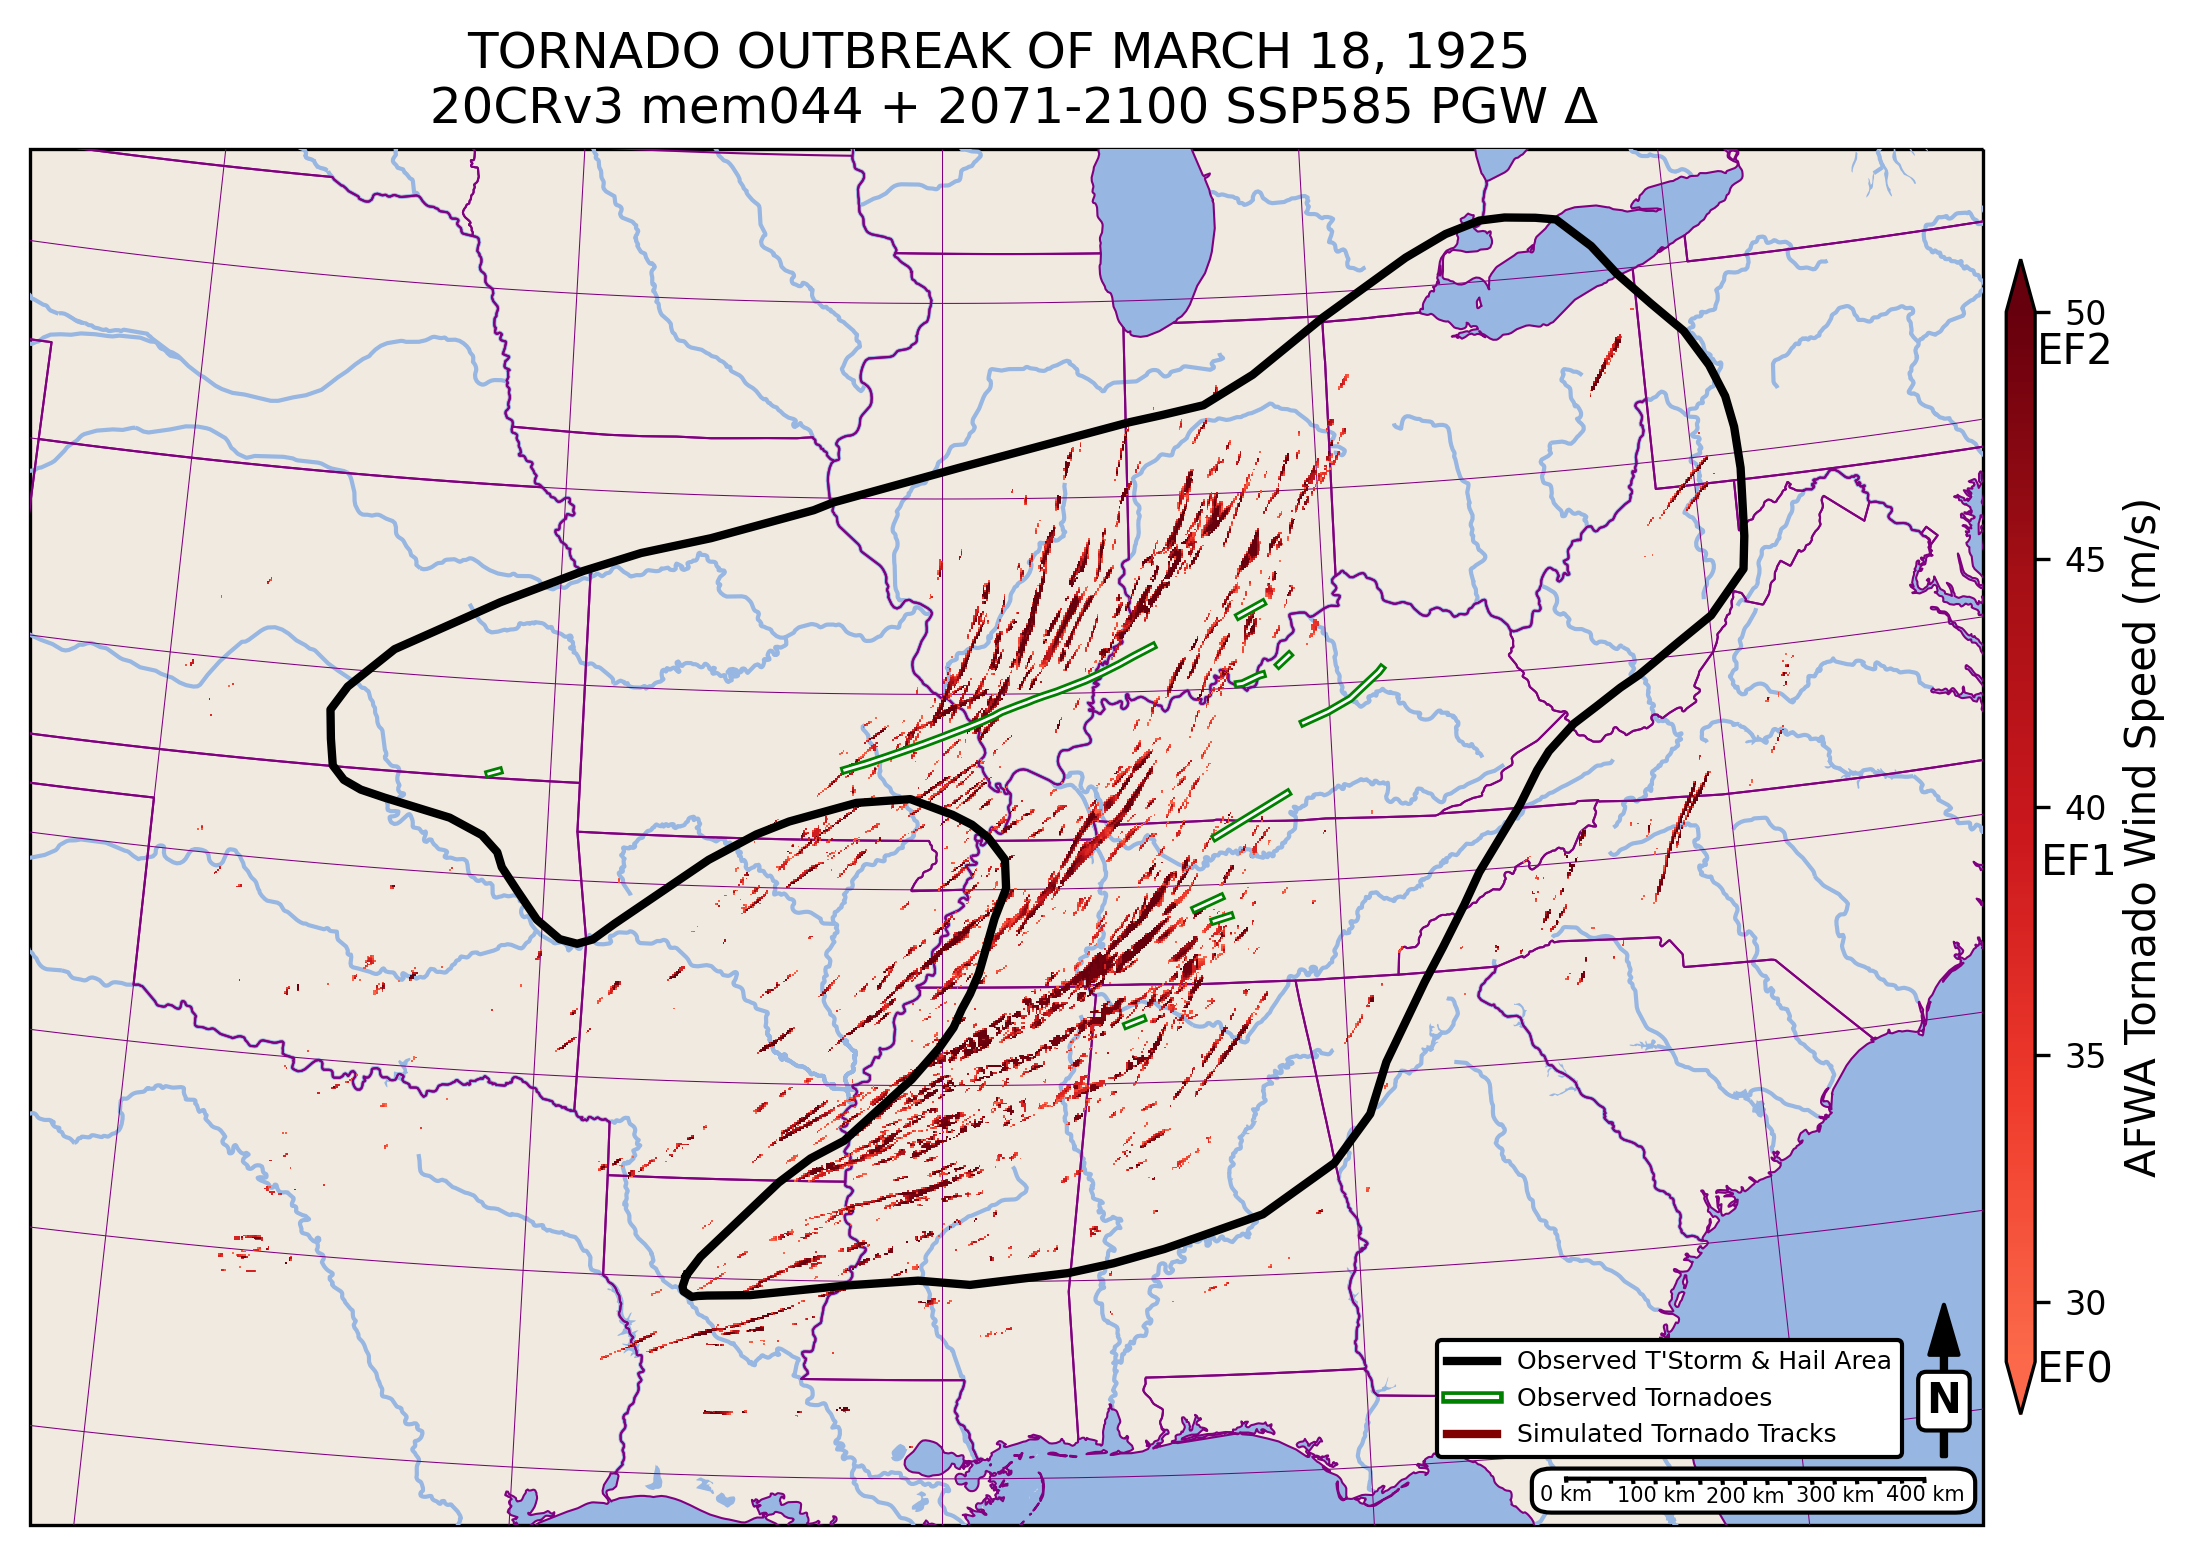 TORNADO OUTBREAK OF MARCH 18, 1925
20CRv3 mem044 + 2071-2100 SSP585 PGW Δ
50
EF2
45
40
EF1
35
30
EF0
AFWA Tornado Wind Speed (m/s)
Observed T'Storm & Hail Area
Observed Tornadoes
Simulated Tornado Tracks
N
0 km 100 km 200 km 300 km 400 km